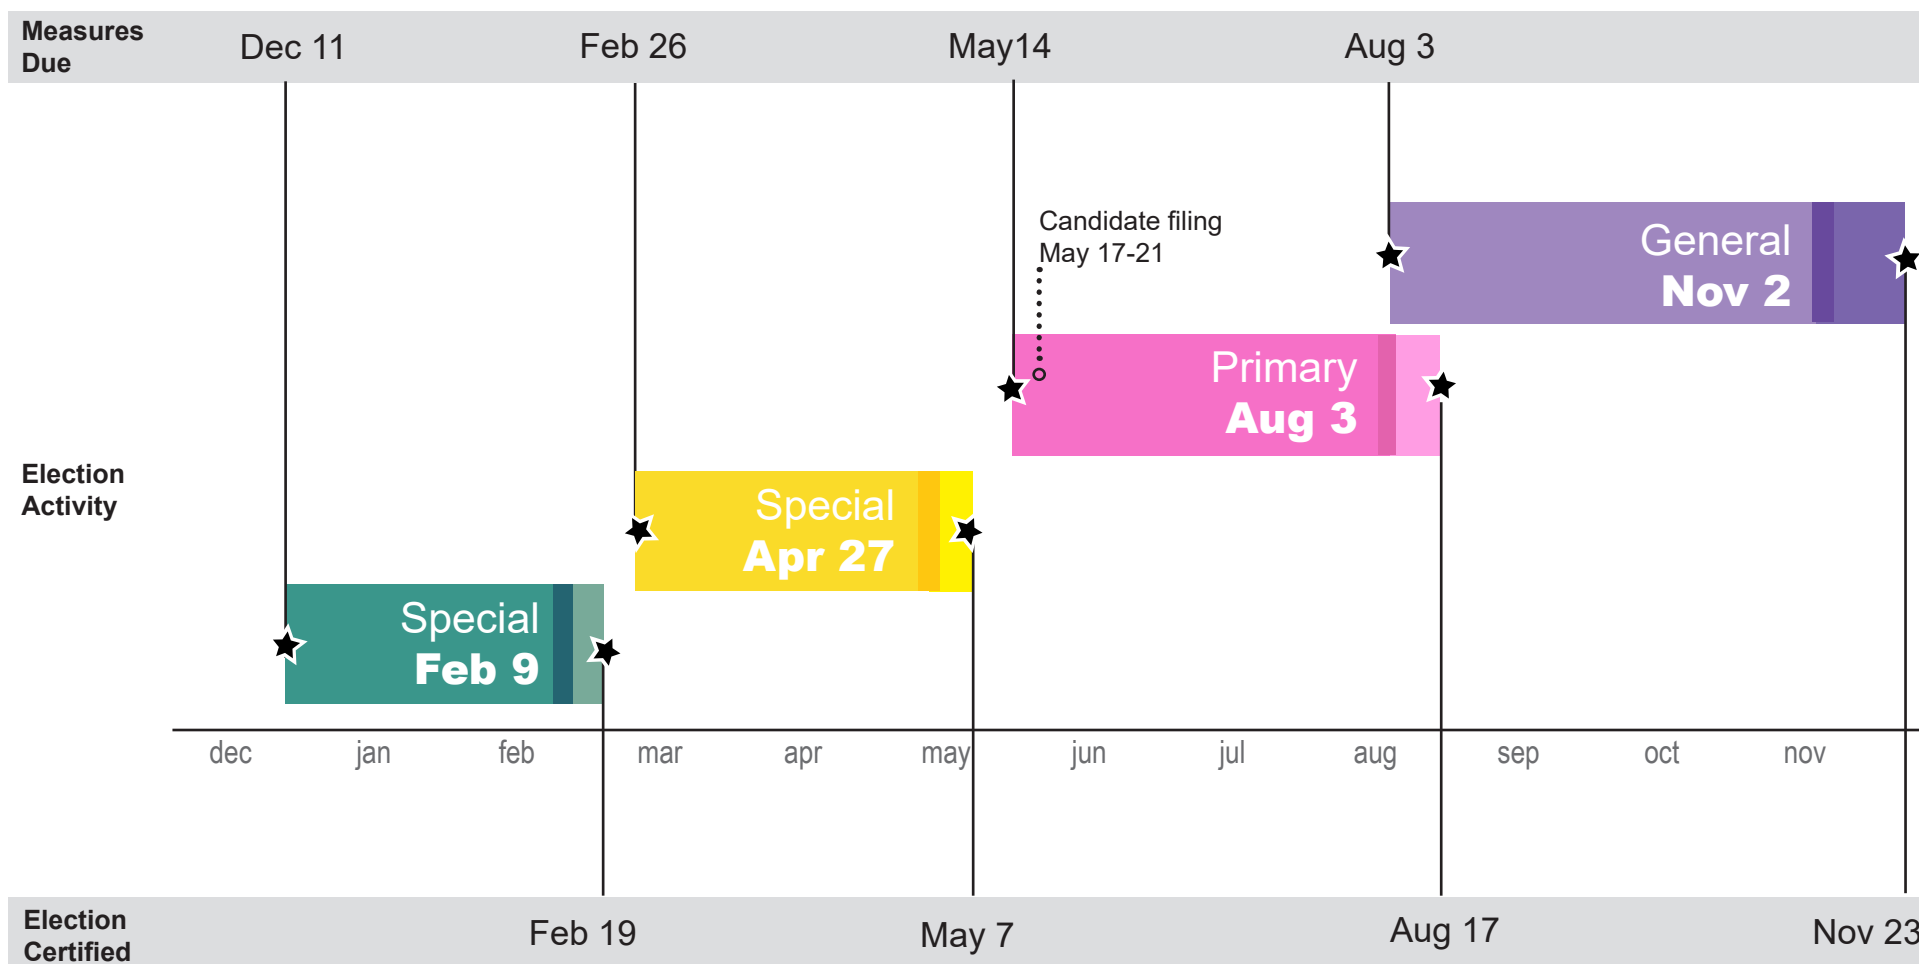 Measures
Due
Dec 11
Feb 26
May14
Aug 3
Candidate filing
May 17-21
General
Nov 2
Primary
Aug 3
Election
Activity
Special
Apr 27
Special
Feb 9
dec jan feb mar apr may jun jul aug sep oct nov
Election
Certified
Feb 19
May 7
Aug 17
Nov 23